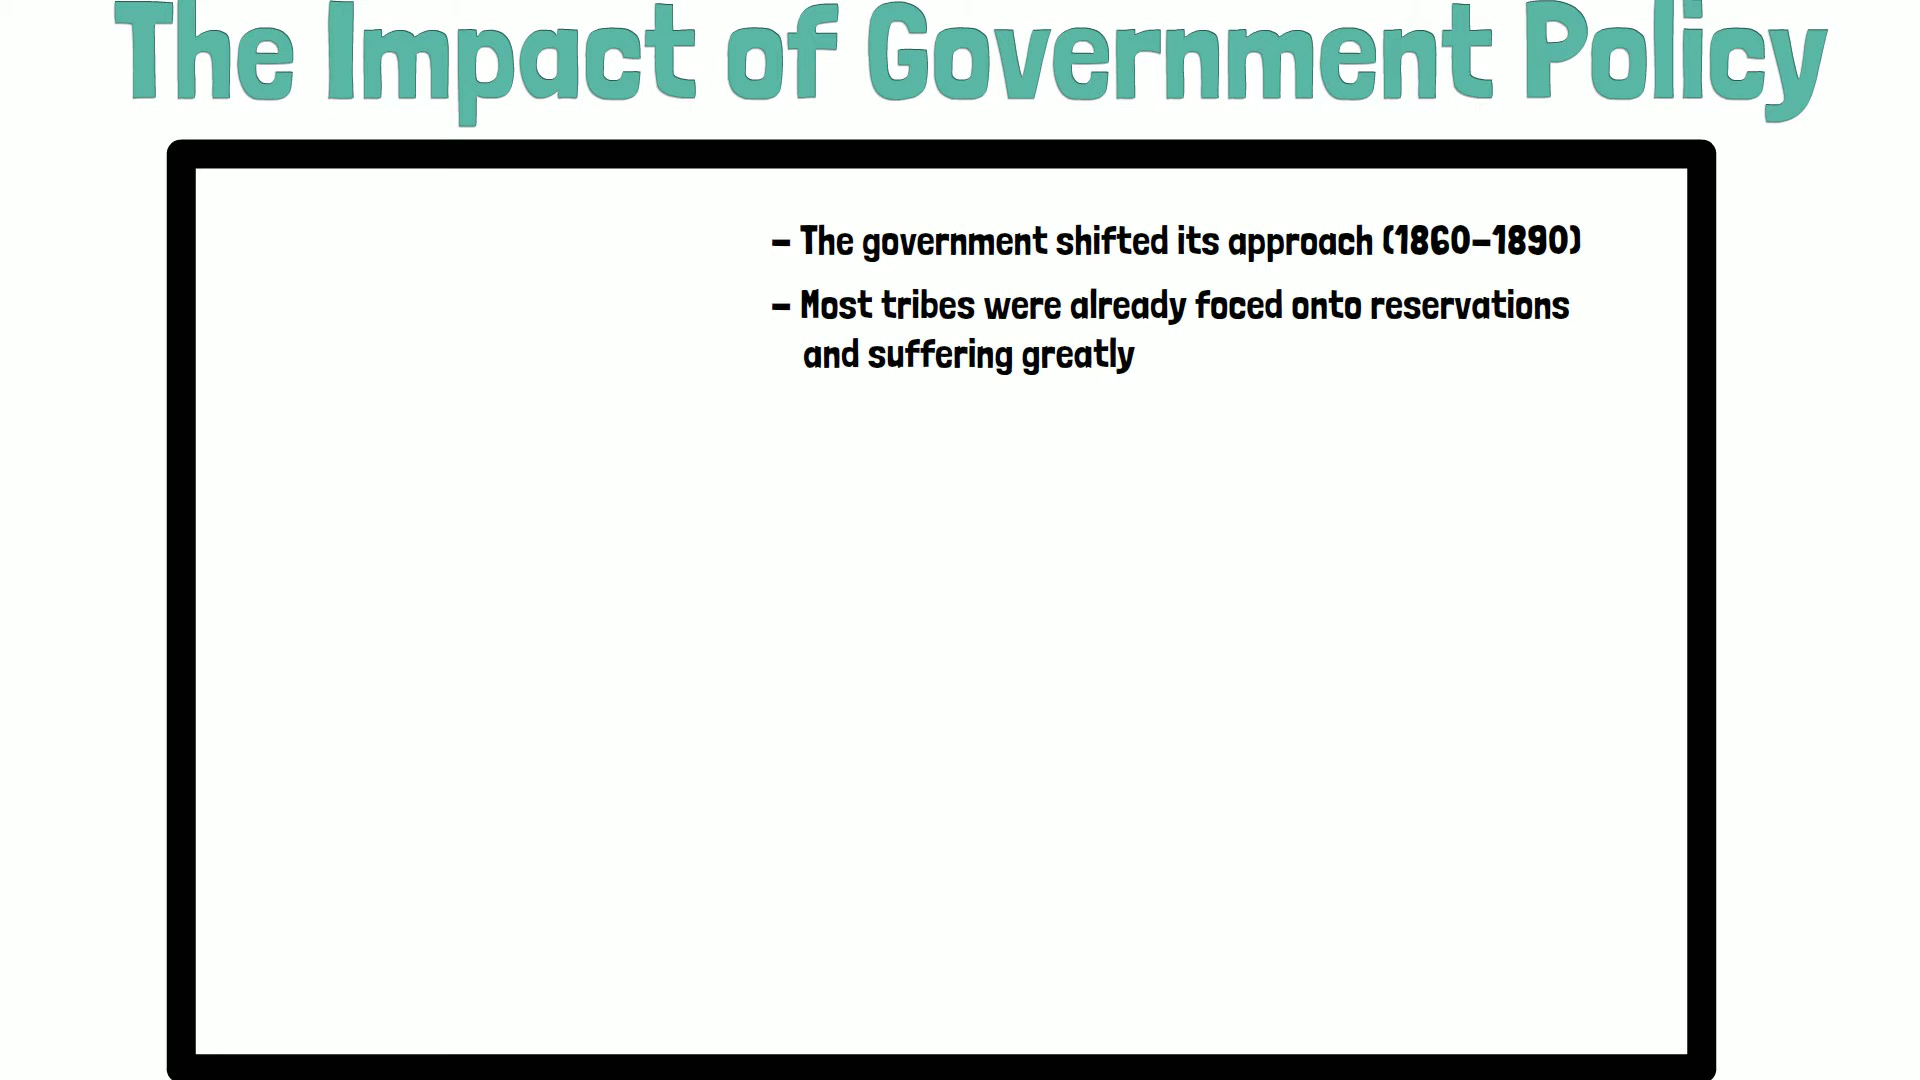 The Impact of Government Policy
- The government shifted its approach (1860-1890)
- Most tribes were already foced onto reservations
and suffering greatly